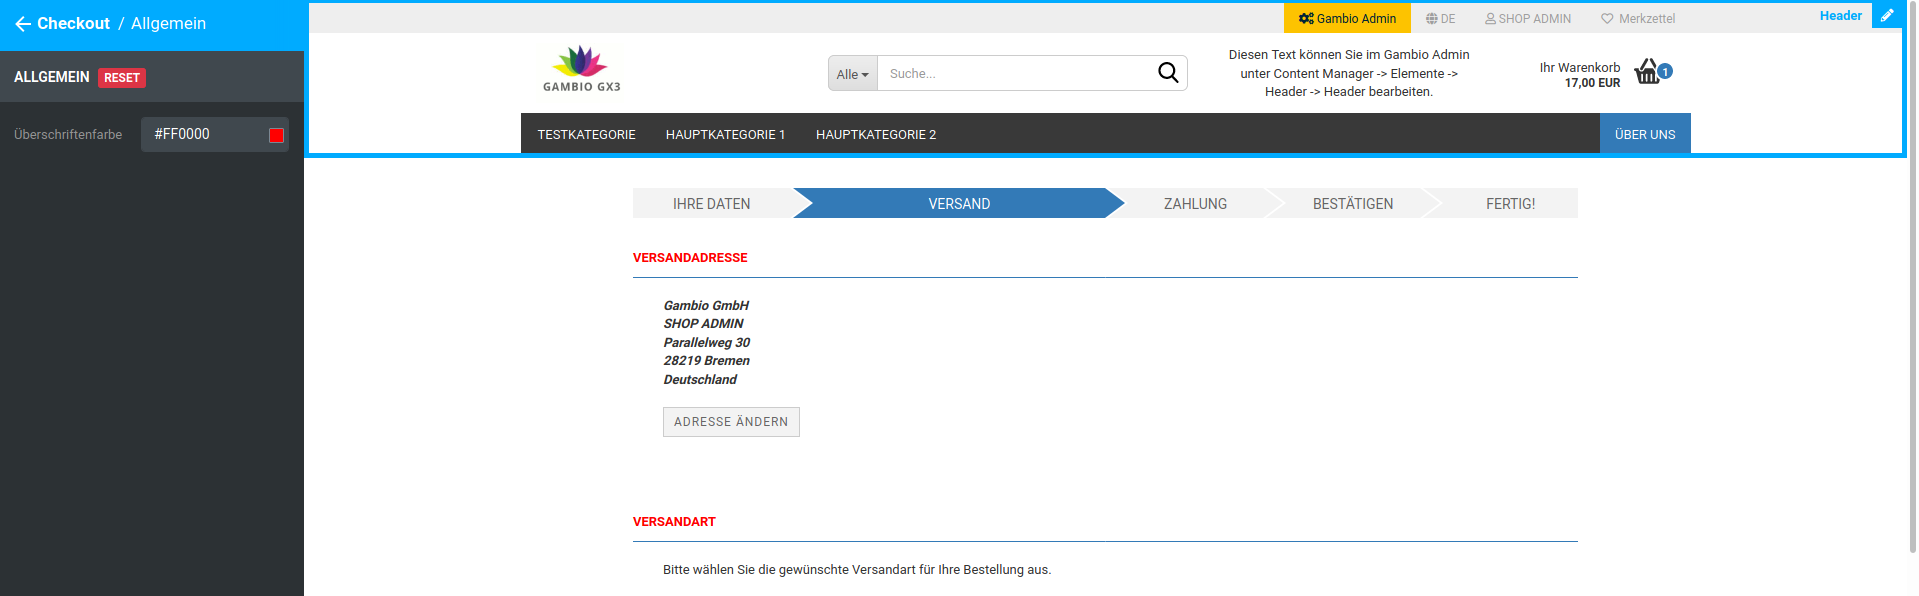 Checkout / Allgemein
ALLGEMEIN RESET
Überschriftenfarbe #FF0000
Gambio Admin DE SHOP ADMIN Merkzettel Header
GAMBIO GX3
Alle Suche...
Diesen Text können Sie im Gambio Admin
unter Content Manager -> Elemente ->
Header -> Header bearbeiten.
Ihr Warenkorb
17,00 EUR
1
TESTKATEGORIE HAUPTKATEGORIE 1 HAUPTKATEGORIE 2 ÜBER UNS
IHRE DATEN VERSAND ZAHLUNG BESTÄTIGEN FERTIG!
VERSANDADRESSE
Gambio GmbH
SHOP ADMIN
Parallelweg 30
28219 Bremen
Deutschland
ADRESSE ÄNDERN
VERSANDART
Bitte wählen Sie die gewünschte Versandart für Ihre Bestellung aus.